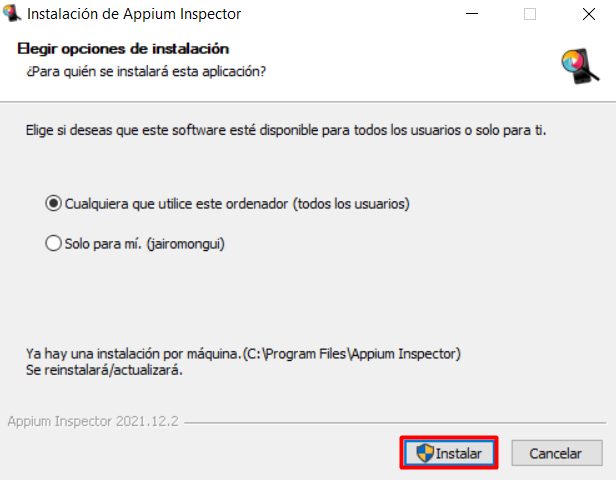 Instalación de Appium Inspector
Elegir opciones de instalación
¿Para quién se instalará esta aplicación?
Elige si deseas que este software esté disponible para todos los usuarios o solo para ti.
Cualquiera que utilice este ordenador (todos los usuarios)
Solo para mí. (jairomongui)
Ya hay una instalación por máquina.(C:\Program Files\Appium Inspector)
Se reinstalará/actualizará.
Appium Inspector 2021.12.2
Instalar
Cancelar